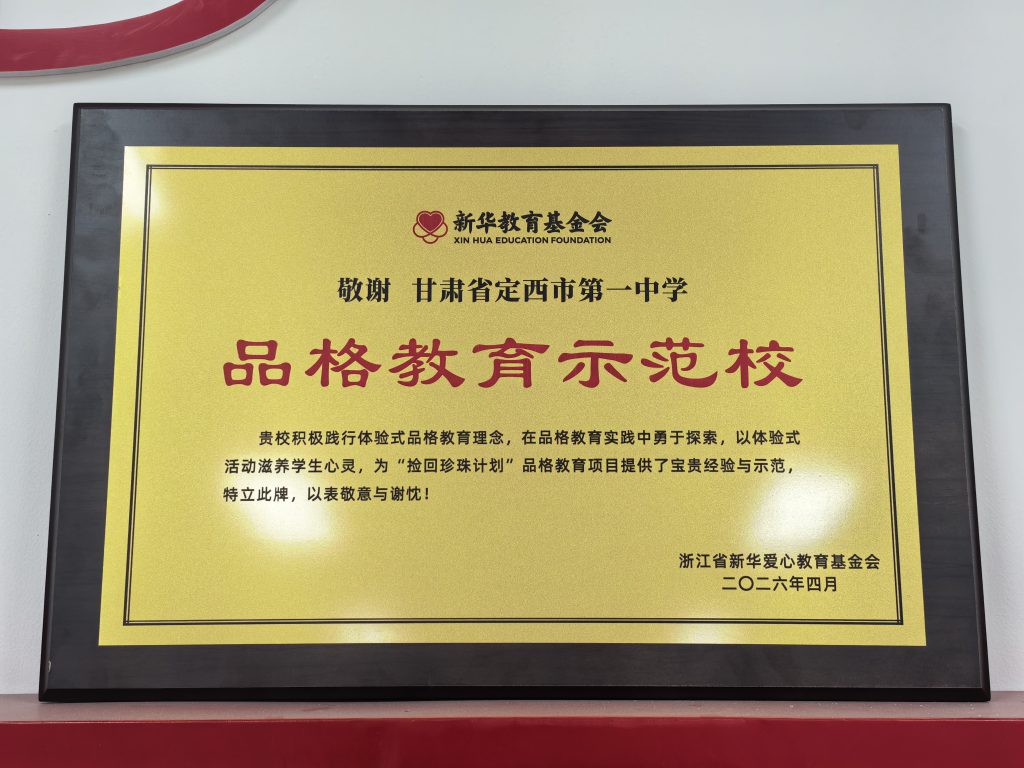 新华教育基金会
XIN HUA EDUCATION FOUNDATION
敬谢 甘肃省定西市第一中学
品格教育示范校
贵校积极践行体验式品格教育理念，在品格教育实践中勇于探索，以体验式
活动滋养学生心灵，为“捡回珍珠计划”品格教育项目提供了宝贵经验与示范，
特立此牌，以表敬意与谢忱！
浙江省新华爱心教育基金会
二〇二六年四月